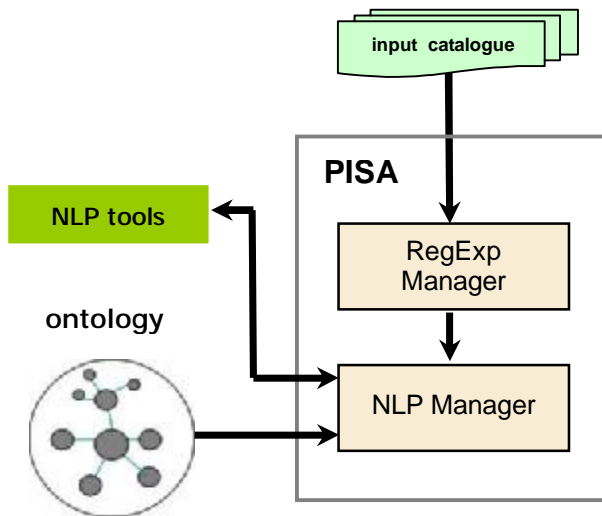 input catalogue
PISA
NLP tools
RegExp
Manager
ontology
NLP Manager